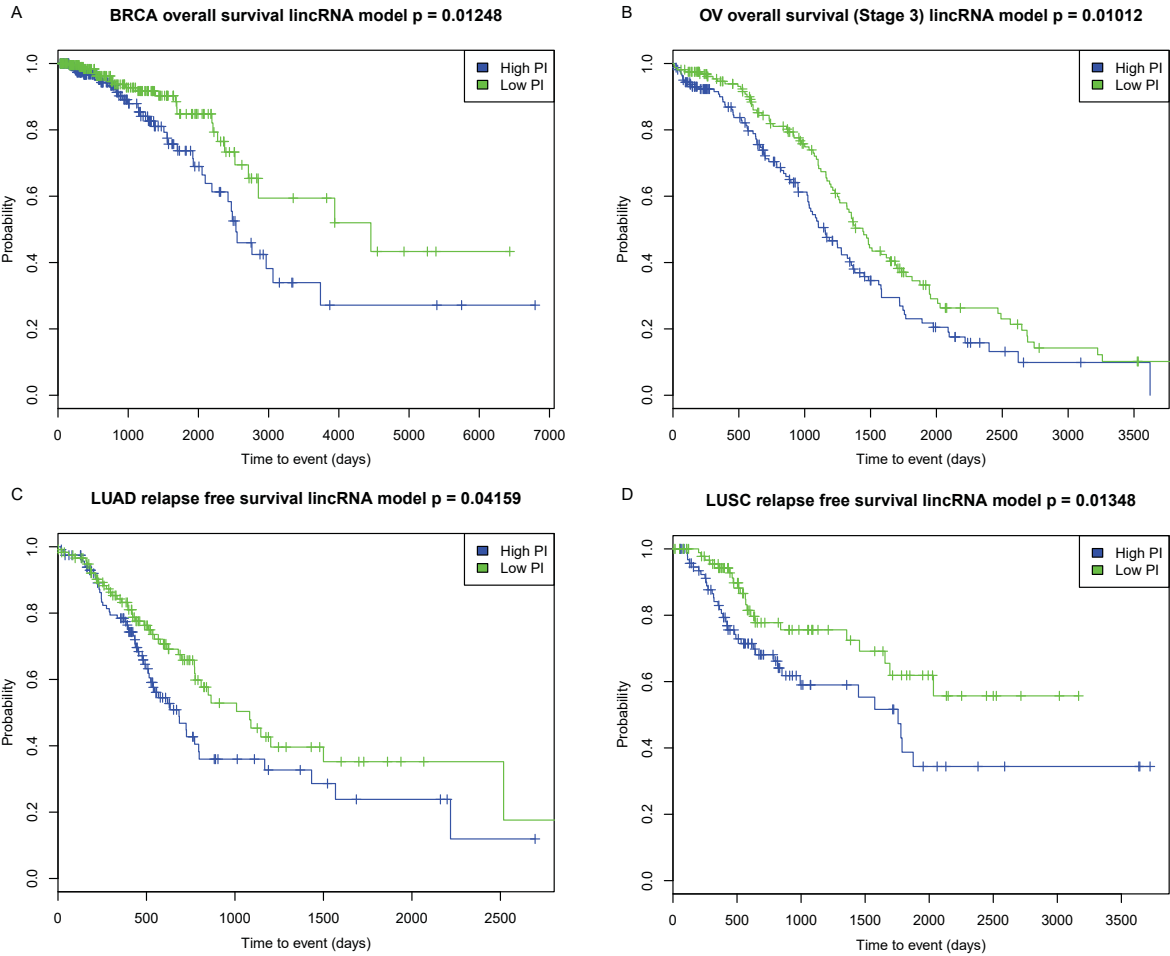 A
BRCA overall survival lincRNA model p = 0.01248
Probability
0.0 0.2 0.4 0.6 0.8 1.0
High PI
Low PI
0 1000 2000 3000 4000 5000 6000 7000
Time to event (days)
B
OV overall survival (Stage 3) lincRNA model p = 0.01012
Probability
0.0 0.2 0.4 0.6 0.8 1.0
High PI
Low PI
0 500 1000 1500 2000 2500 3000 3500
Time to event (days)
C
LUAD relapse free survival lincRNA model p = 0.04159
Probability
0.0 0.2 0.4 0.6 0.8 1.0
High PI
Low PI
0 500 1000 1500 2000 2500
Time to event (days)
D
LUSC relapse free survival lincRNA model p = 0.01348
Probability
0.0 0.2 0.4 0.6 0.8 1.0
High PI
Low PI
0 500 1000 1500 2000 2500 3000 3500
Time to event (days)